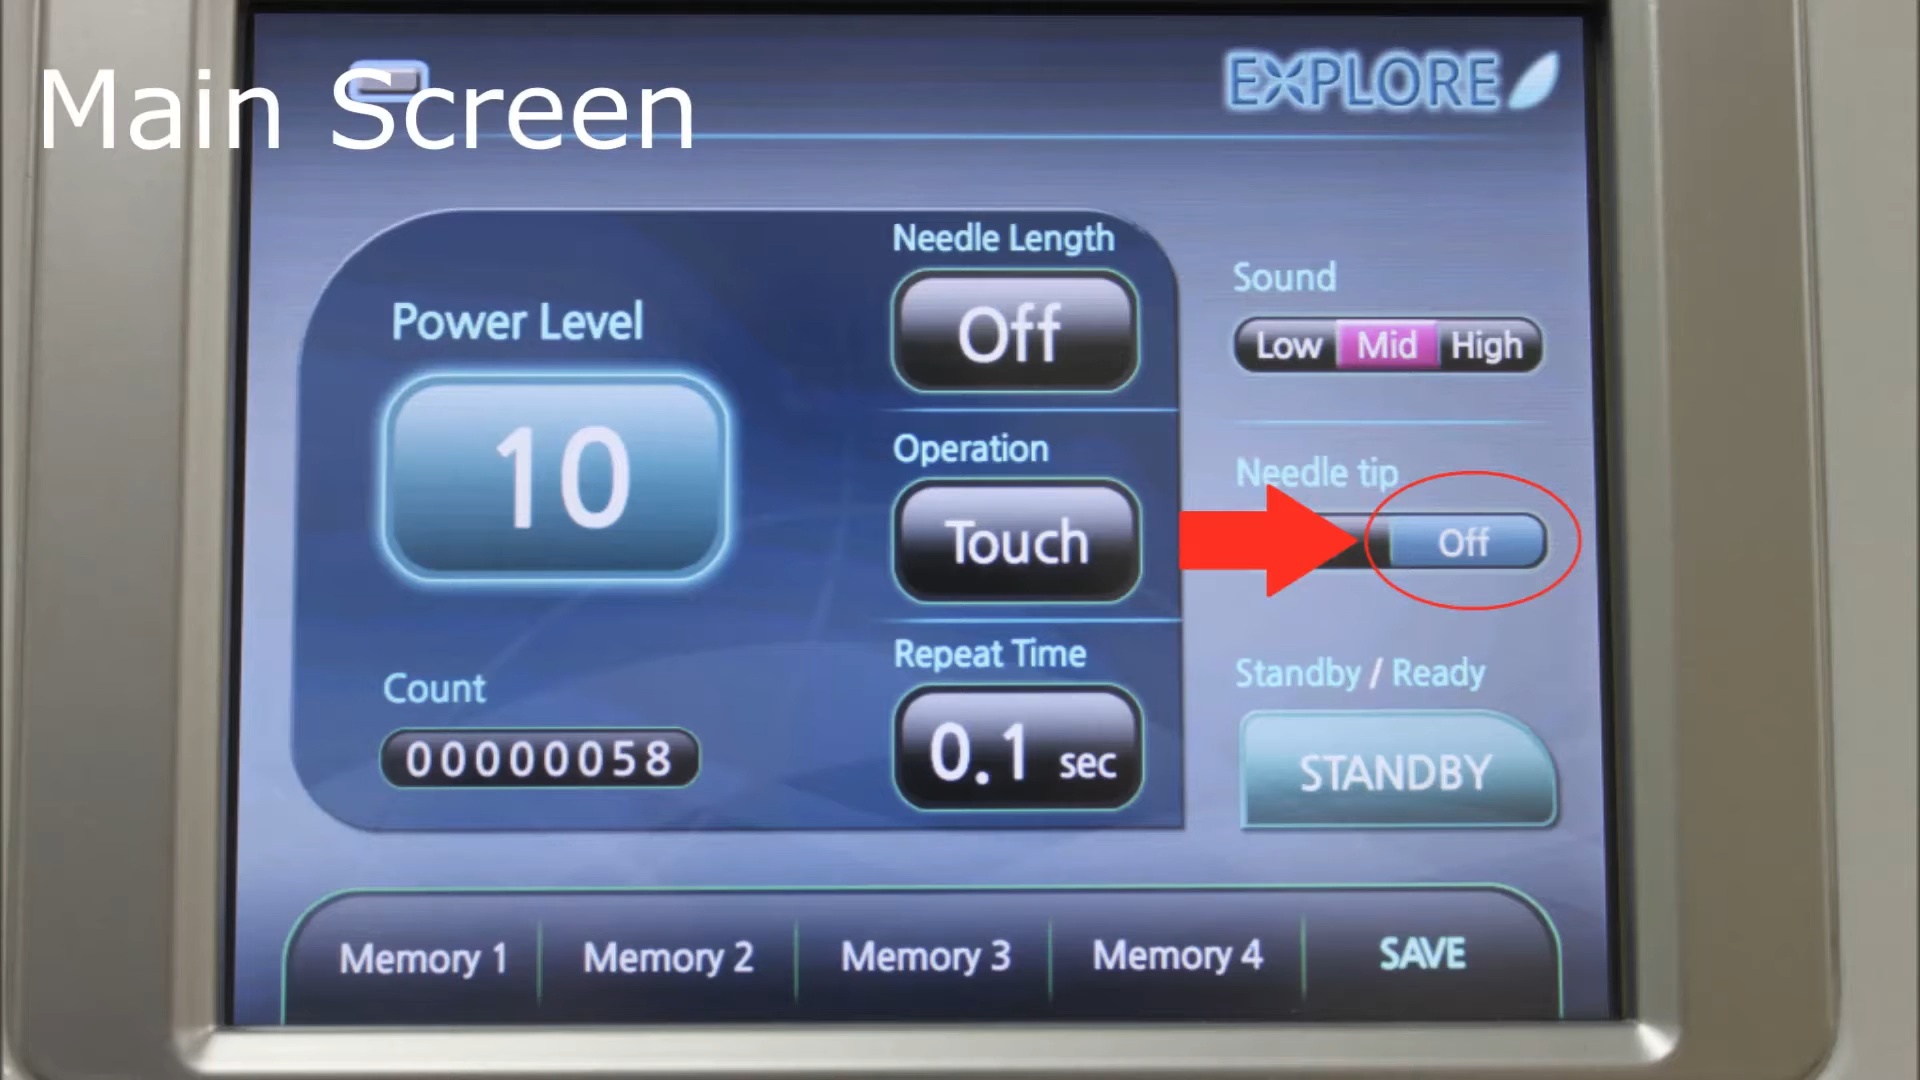 Main Screen
EXPLORE
Needle Length
Off
Sound
Low Mid High
Power Level
10
Operation
Touch
Needle tip
Off
Repeat Time
0.1 sec
Count
00000058
Standby / Ready
STANDBY
Memory 1 Memory 2 Memory 3 Memory 4 SAVE